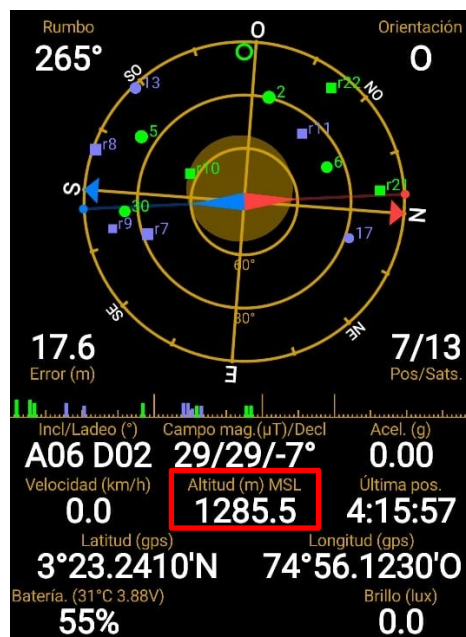 Rumbo
265°
Orientación
O
O
SO
13
2
r22
NO
r8
5
r11
r10
6
S
r21
30
r9
r7
N
17
60°
30°
SE
NE
E
17.6
Error (m)
7/13
Pos/Sats.
Incl/Ladeo (°)
Campo mag.(µT)/Decl
Acel. (g)
A06 D02
29/29/-7°
0.00
Velocidad (km/h)
Altitud (m) MSL
Última pos.
0.0
1285.5
4:15:57
Latitud (gps)
Longitud (gps)
3°23.2410'N
74°56.1230'O
Batería. (31°C 3.88V)
Brillo (lux)
55%
0.0